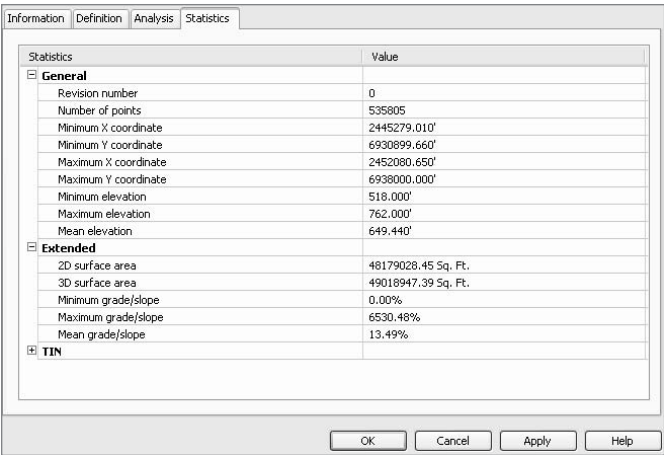 Information Definition Analysis Statistics
Statistics Value
General
Revision number 0
Number of points 535805
Minimum X coordinate 2445279.010'
Minimum Y coordinate 6930899.660'
Maximum X coordinate 2452080.650'
Maximum Y coordinate 6938000.000'
Minimum elevation 518.000'
Maximum elevation 762.000'
Mean elevation 649.440'
Extended
2D surface area 48179028.45 Sq. Ft.
3D surface area 49018947.39 Sq. Ft.
Minimum grade/slope 0.00%
Maximum grade/slope 6530.48%
Mean grade/slope 13.49%
TIN
OK Cancel Apply Help